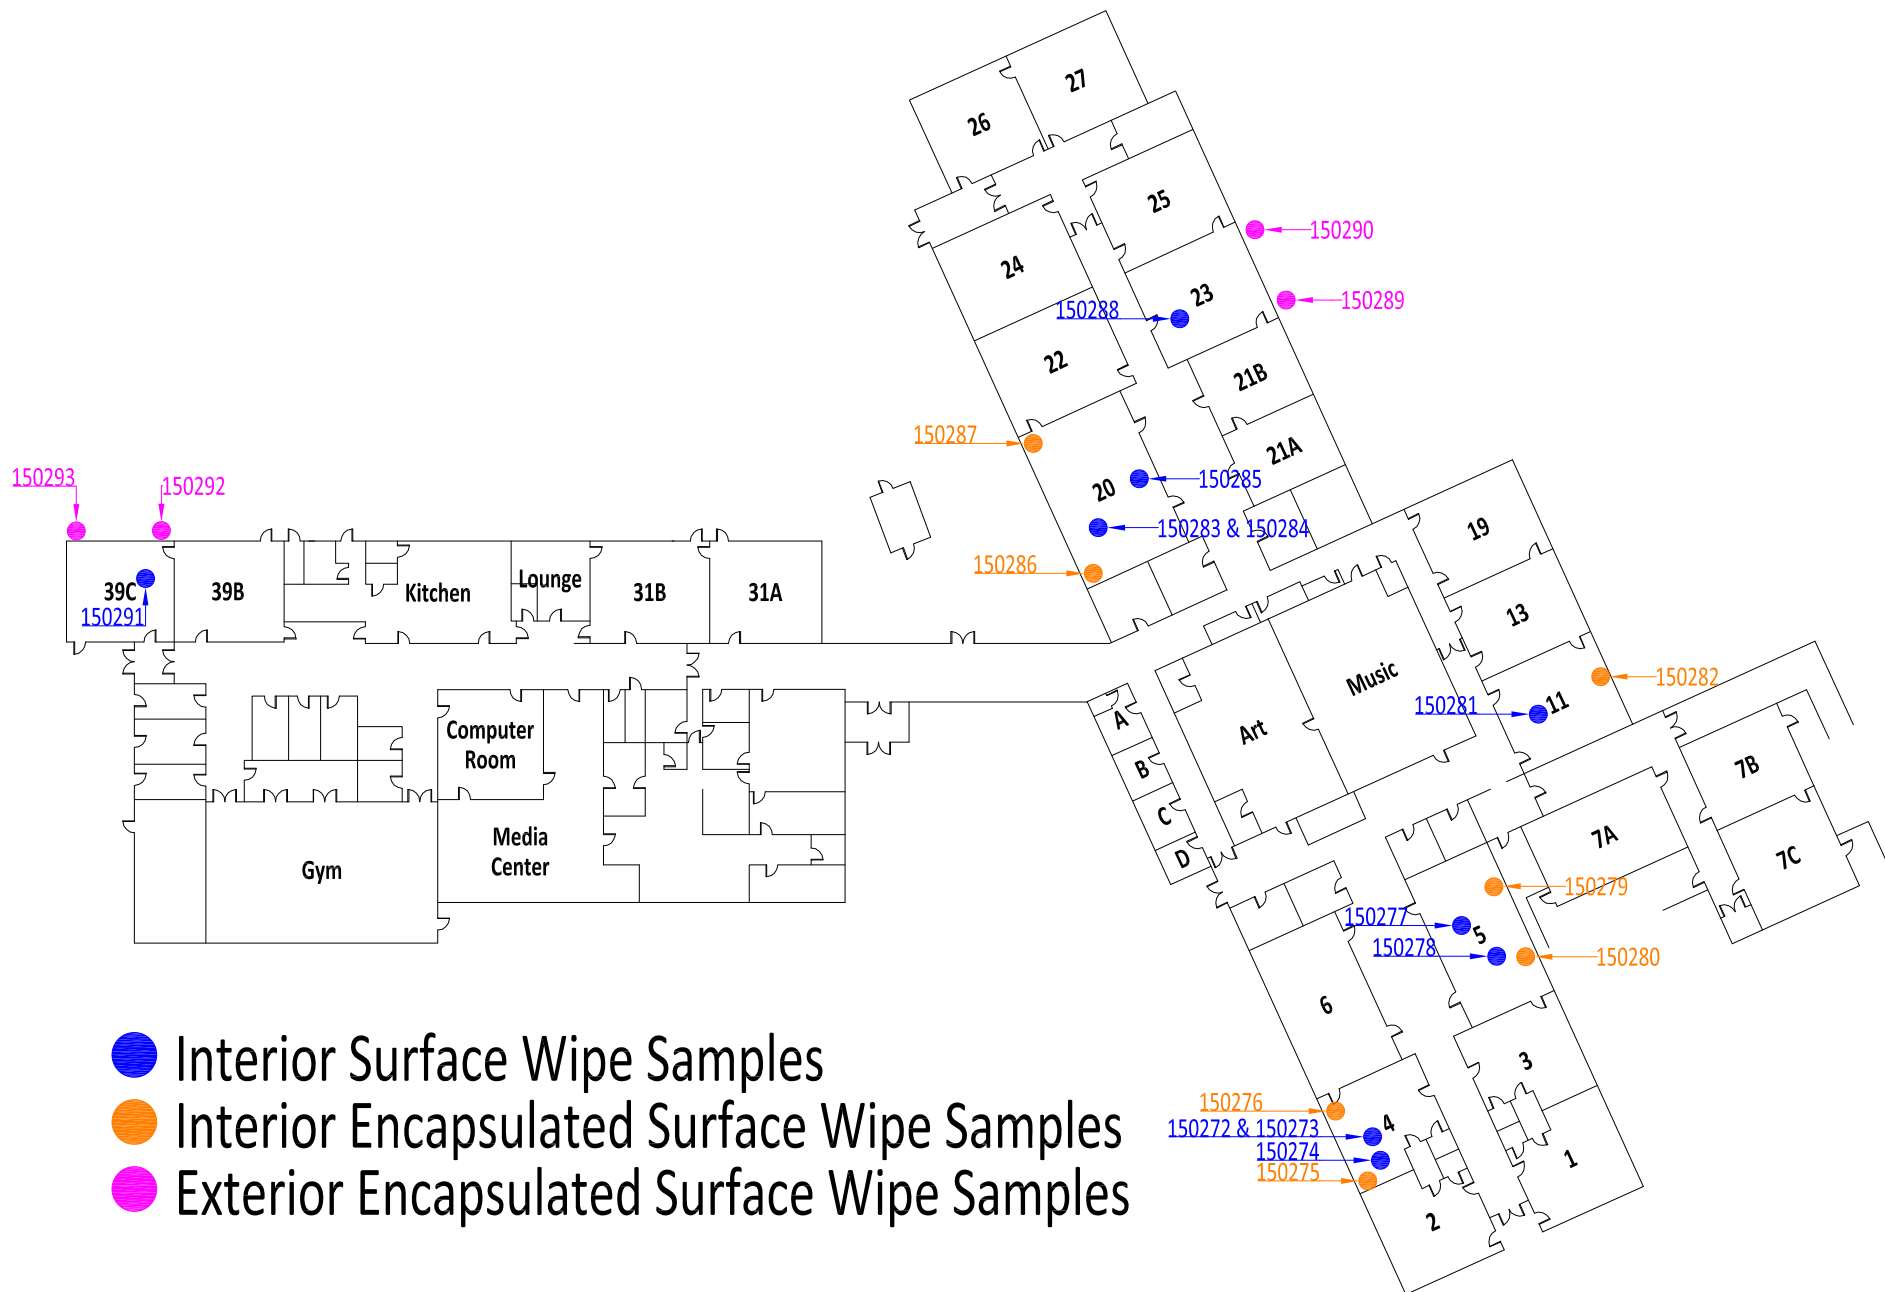 27
26
25
150290
24
23
150289
150288
22
21B
150287
21A
150285
20
150283 & 150284
19
150286
150293
150292
39C
39B
Kitchen
Lounge
31B
31A
150291
13
Music
150282
11
150281
A
Art
B
C
D
Computer
Room
Media
Center
Gym
7B
7A
7C
150279
150277
5
150278
150280
6
3
150276
4
150272 & 150273
150274
150275
1
2
Interior Surface Wipe Samples
Interior Encapsulated Surface Wipe Samples
Exterior Encapsulated Surface Wipe Samples